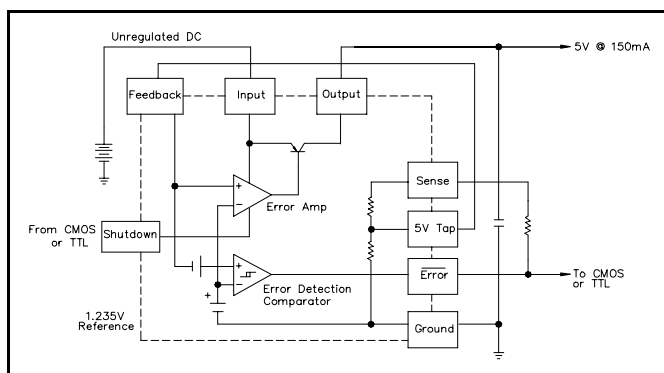 Unregulated DC
5V @ 150mA
Feedback
Input
Output
Sense
+
−
Error Amp
From CMOS
or TTL
Shutdown
5V Tap
+
−
Error
To CMOS
or TTL
Error Detection
Comparator
+
1.235V
Reference
Ground